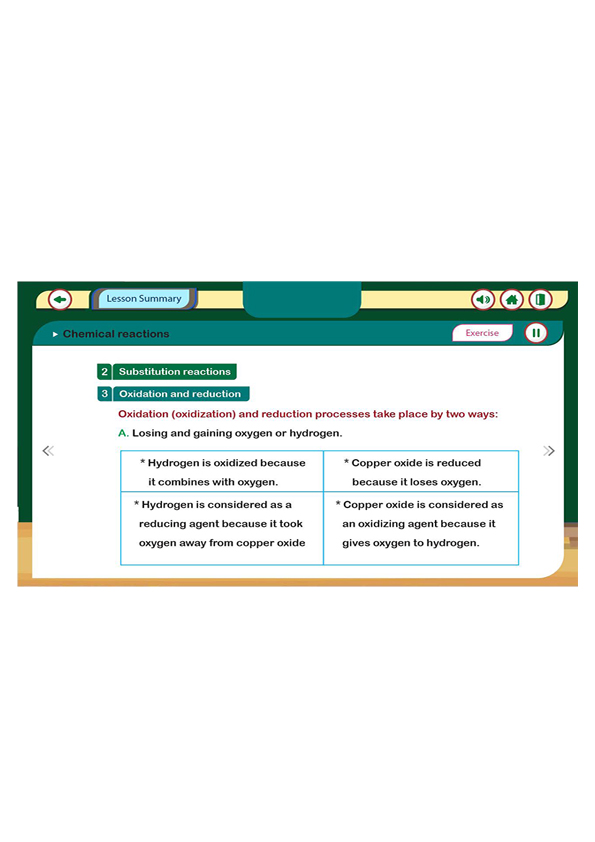 Lesson Summary
Chemical reactions
Exercise
2 Substitution reactions
3 Oxidation and reduction
Oxidation (oxidization) and reduction processes take place by two ways:
A. Losing and gaining oxygen or hydrogen.
* Hydrogen is oxidized because
it combines with oxygen.
* Copper oxide is reduced
because it loses oxygen.
* Hydrogen is considered as a
reducing agent because it took
oxygen away from copper oxide
* Copper oxide is considered as
an oxidizing agent because it
gives oxygen to hydrogen.